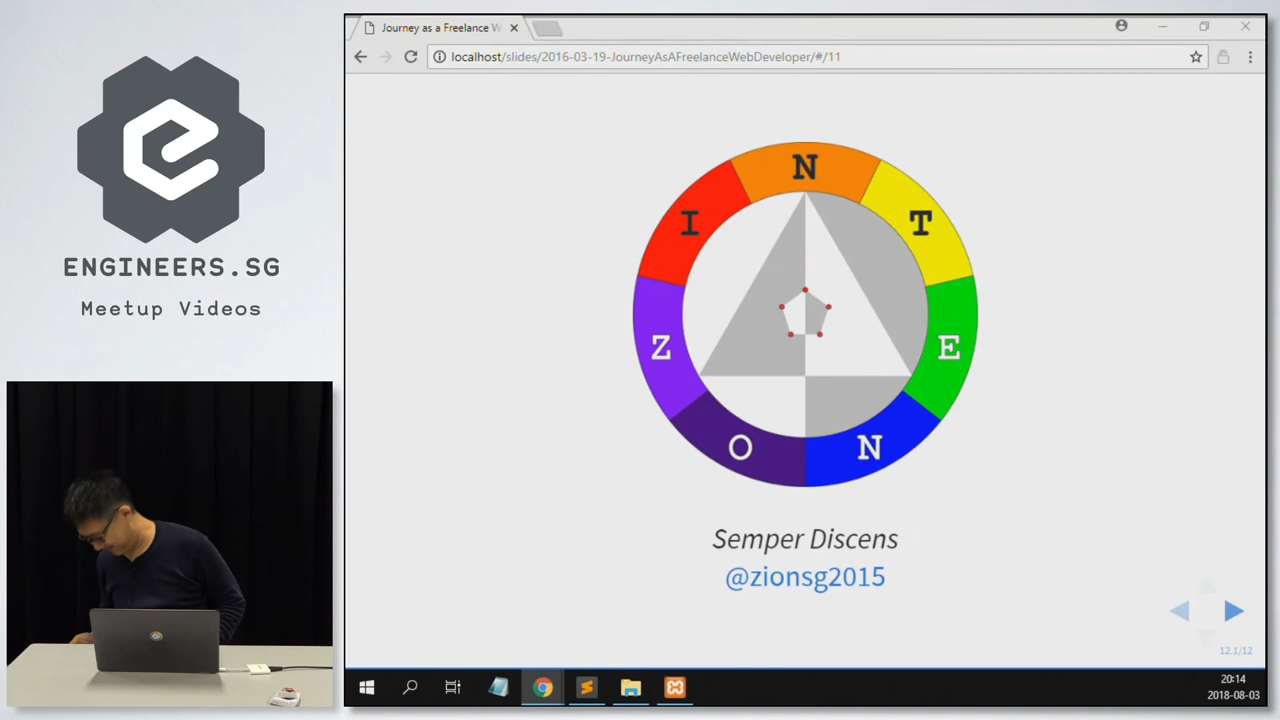 ENGINEERS.SG
Meetup Videos
Journey as a Freelance W
localhost/slides/2016-03-19-JourneyAsAFreelanceWebDeveloper/#/11
N
I
T
Z
E
O
N
Semper Discens
@zionsg2015
12.1/12
20:14
2018-08-03